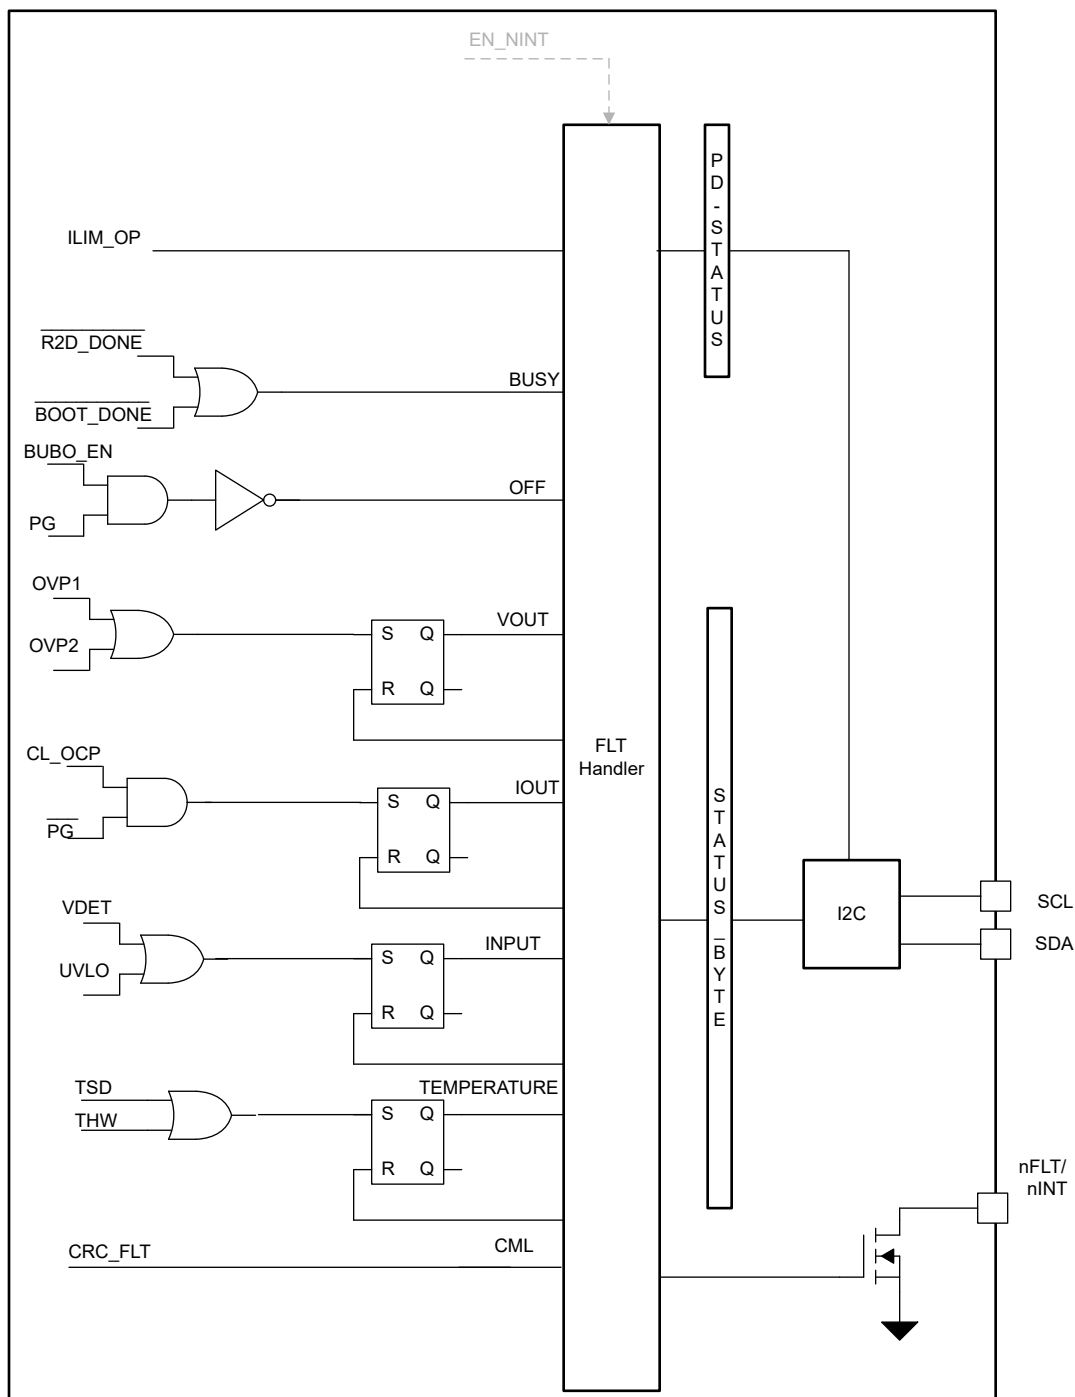 EN_NINT
PD-STATUS
ILIM_OP
R2D_DONE
BUSY
BOOT_DONE
BUBO_EN
OFF
PG
OVP1
VOUT
S Q
OVP2
R Q
FLT
Handler
CL_OCP
IOUT
S Q
PG
R Q
STATUS_BYTE
I2C
SCL
SDA
VDET
INPUT
S Q
UVLO
R Q
TSD
TEMPERATURE
S Q
THW
R Q
nFLT/
nINT
CRC_FLT
CML